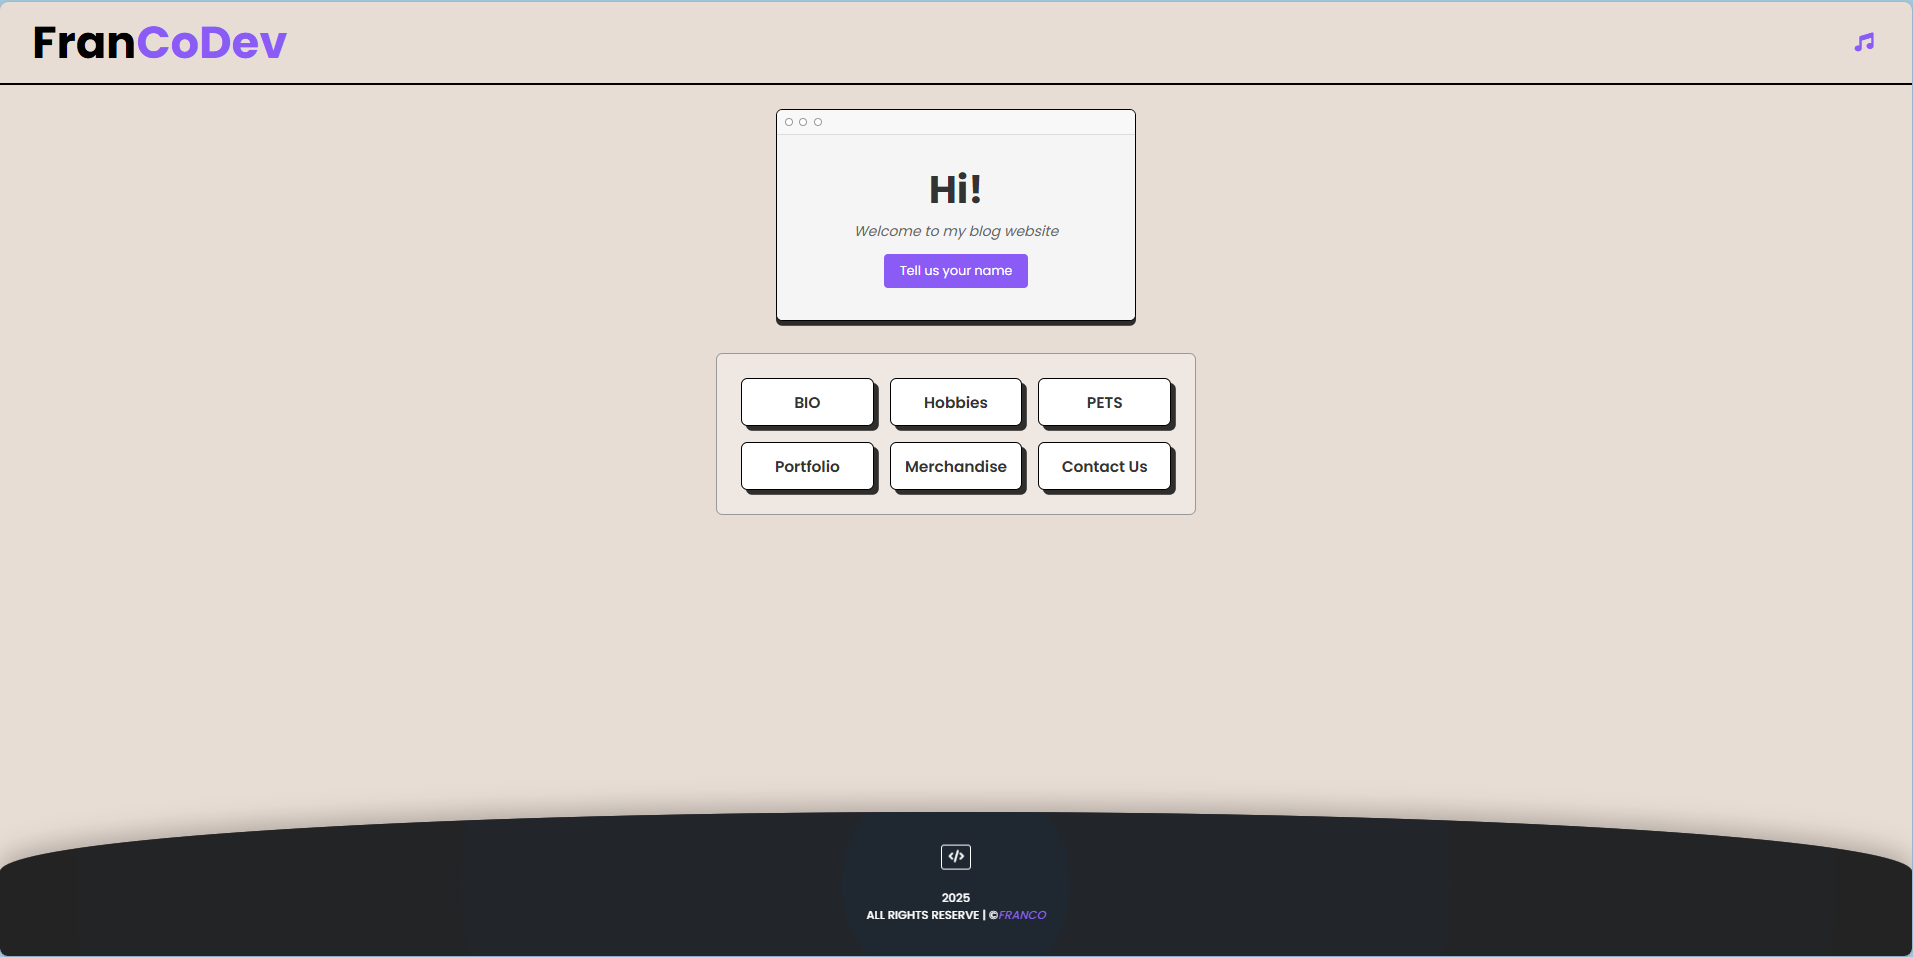 FranCoDev
Hi!
Welcome to my blog website
Tell us your name
BIO
Hobbies
PETS
Portfolio
Merchandise
Contact Us
</>
2025
ALL RIGHTS RESERVE | ©FRANCO